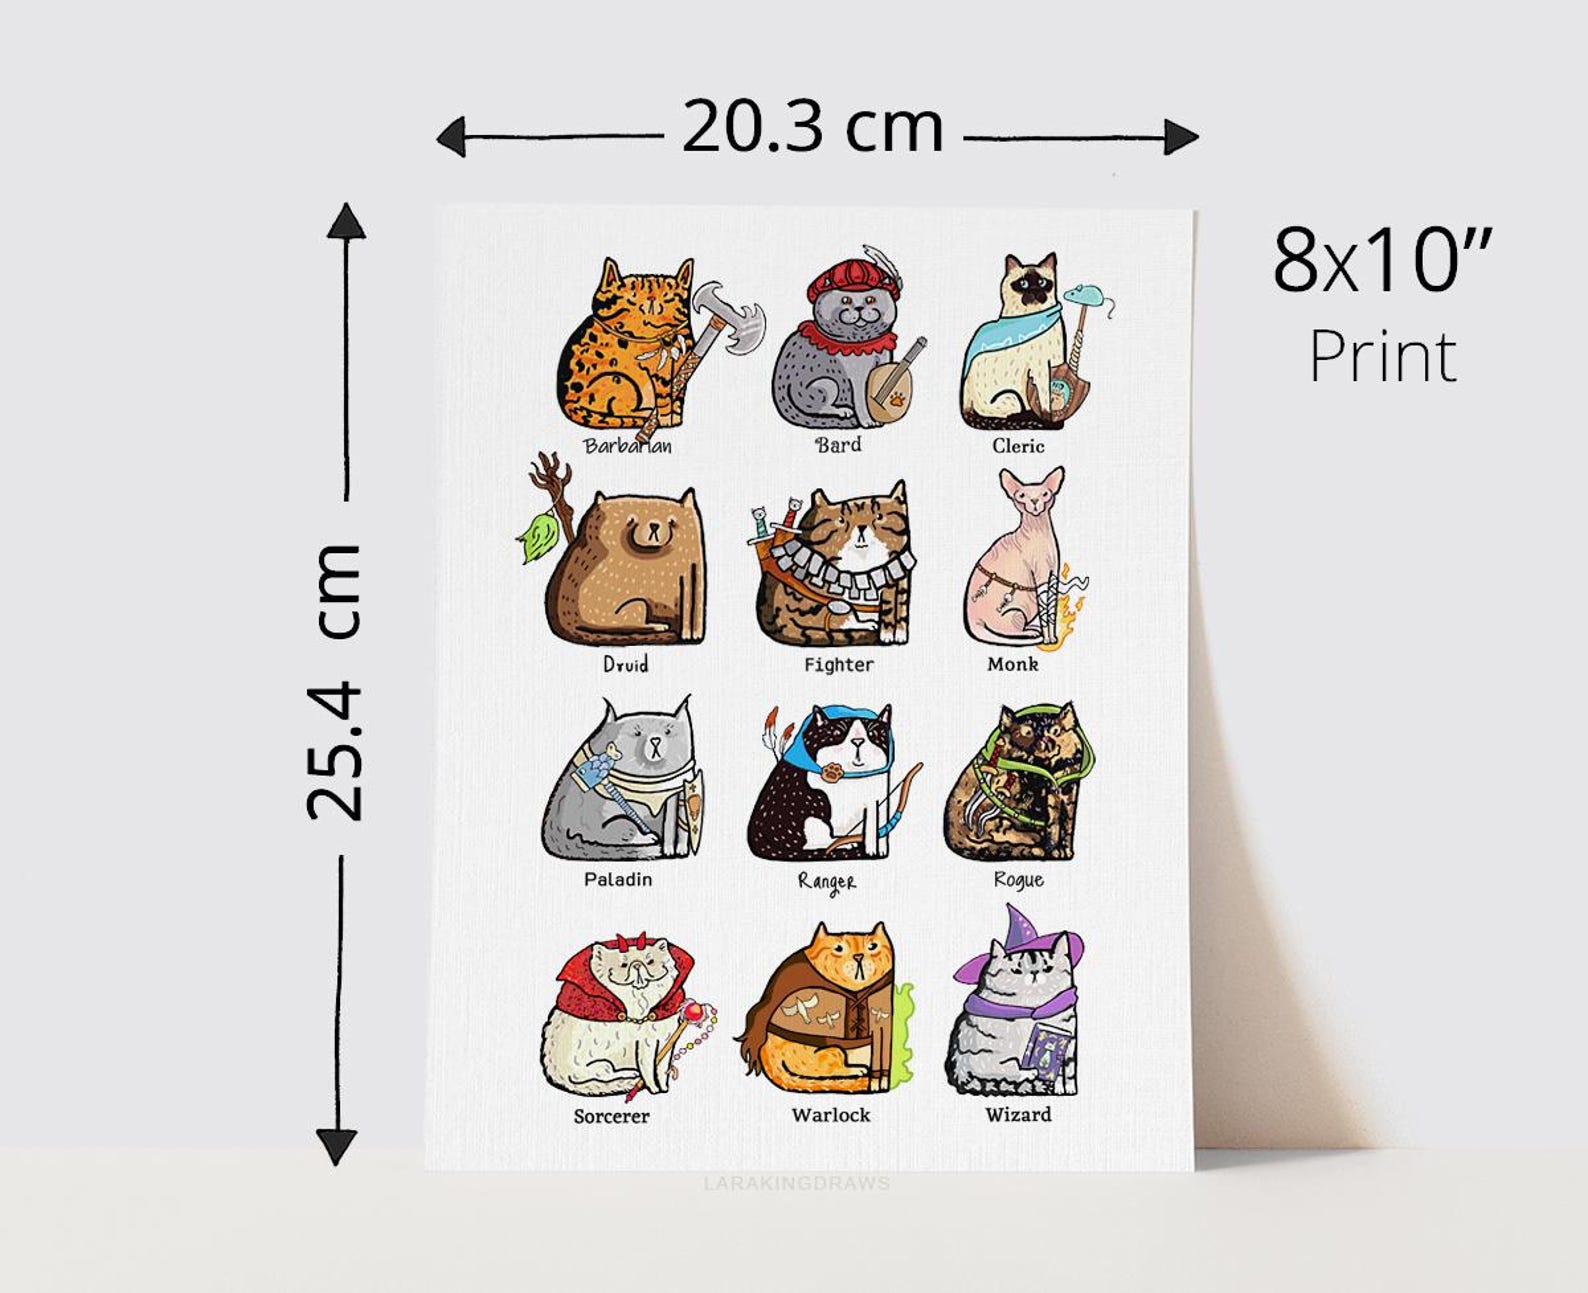 20.3 cm
8x10”
Print
25.4 cm
Barbarian
Bard
Cleric
Druid
Fighter
Monk
Paladin
Ranger
Rogue
Sorcerer
Warlock
Wizard
LARAKINGDRAWS